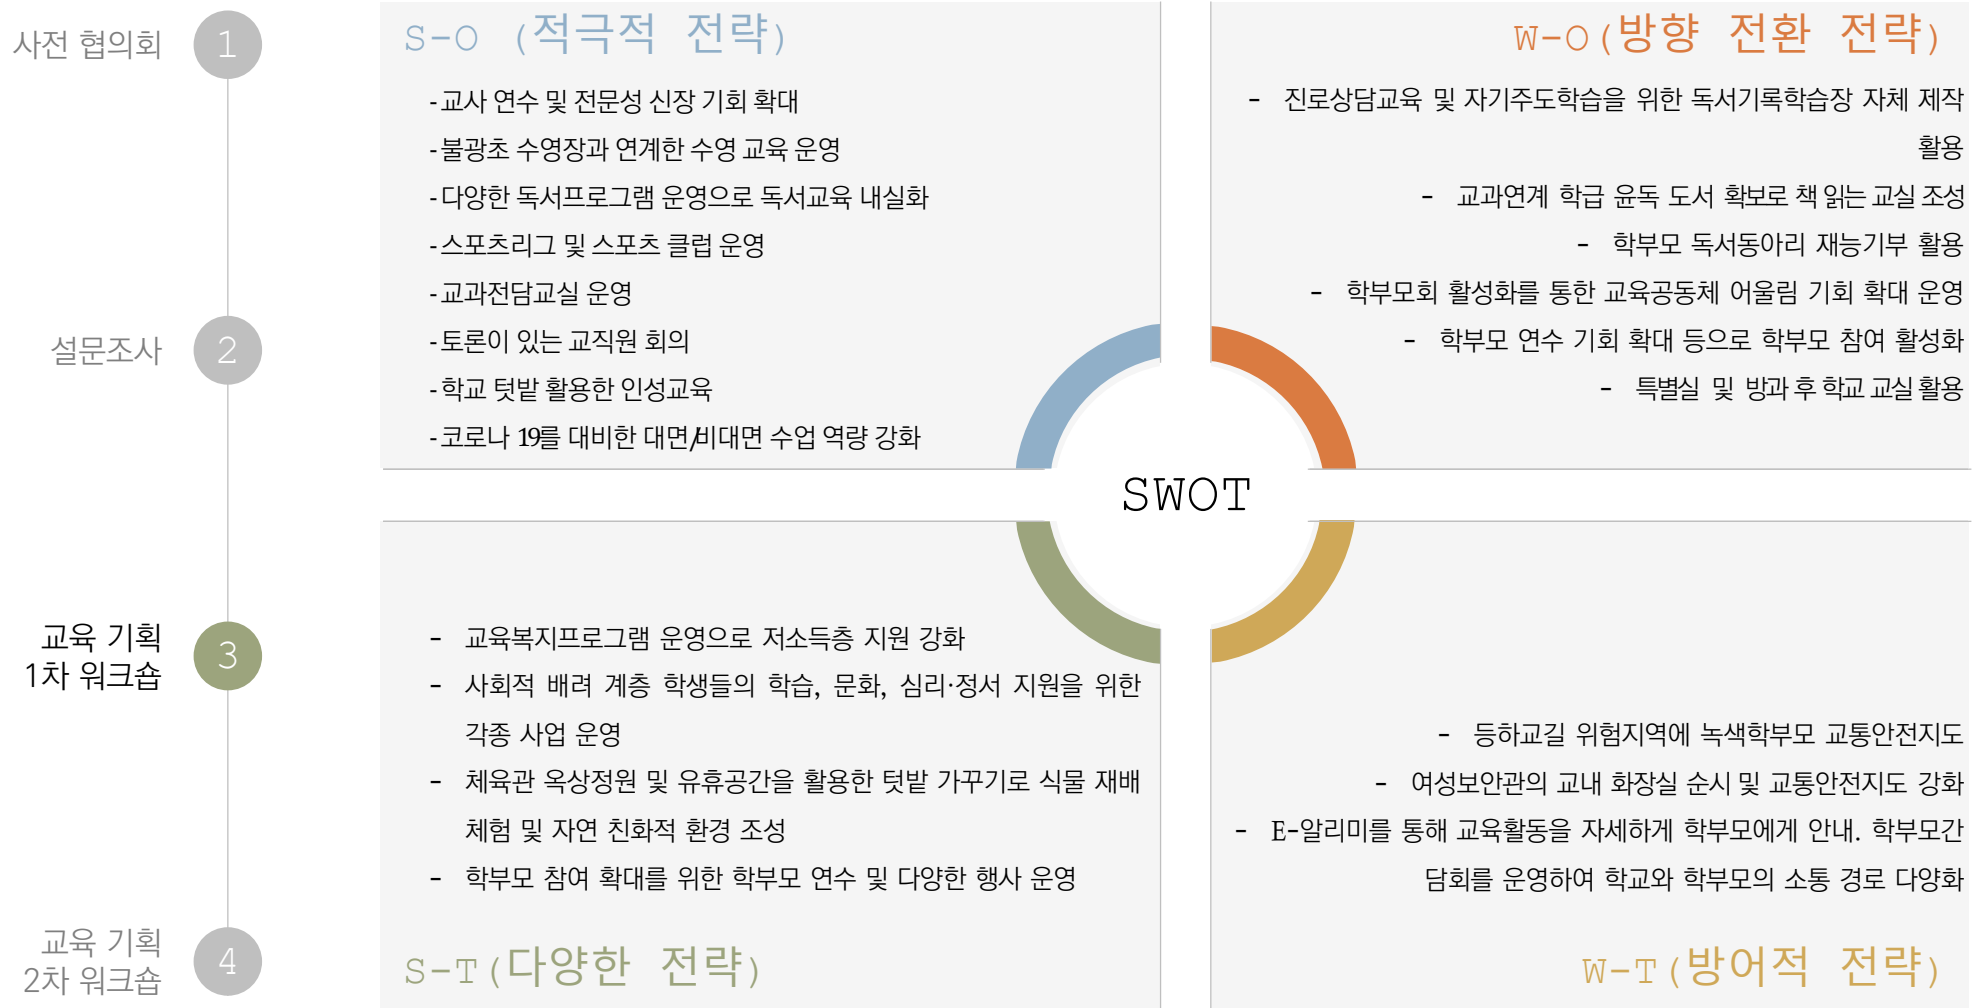 사전 협의회
1
설문조사
2
교육 기획
1차 워크숍
3
교육 기획
2차 워크숍
4
S-O (적극적 전략)
-교사 연수 및 전문성 신장 기회 확대
-불광초 수영장과 연계한 수영 교육 운영
-다양한 독서프로그램 운영으로 독서교육 내실화
-스포츠리그 및 스포츠 클럽 운영
-교과전담교실 운영
-토론이 있는 교직원 회의
-학교 텃밭 활용한 인성교육
-코로나 19를 대비한 대면/비대면 수업 역량 강화
W-O(방향 전환 전략)
- 진로상담교육 및 자기주도학습을 위한 독서기록학습장 자체 제작
활용
- 교과연계 학급 윤독 도서 확보로 책 읽는 교실 조성
- 학부모 독서동아리 재능기부 활용
- 학부모회 활성화를 통한 교육공동체 어울림 기회 확대 운영
- 학부모 연수 기회 확대 등으로 학부모 참여 활성화
- 특별실 및 방과 후 학교 교실 활용
SWOT
- 교육복지프로그램 운영으로 저소득층 지원 강화
- 사회적 배려 계층 학생들의 학습, 문화, 심리·정서 지원을 위한
각종 사업 운영
- 체육관 옥상정원 및 유휴공간을 활용한 텃밭 가꾸기로 식물 재배
체험 및 자연 친화적 환경 조성
- 학부모 참여 확대를 위한 학부모 연수 및 다양한 행사 운영
S-T(다양한 전략)
- 등하교길 위험지역에 녹색학부모 교통안전지도
- 여성보안관의 교내 화장실 순시 및 교통안전지도 강화
- E-알리미를 통해 교육활동을 자세하게 학부모에게 안내. 학부모간
담회를 운영하여 학교와 학부모의 소통 경로 다양화
W-T(방어적 전략)